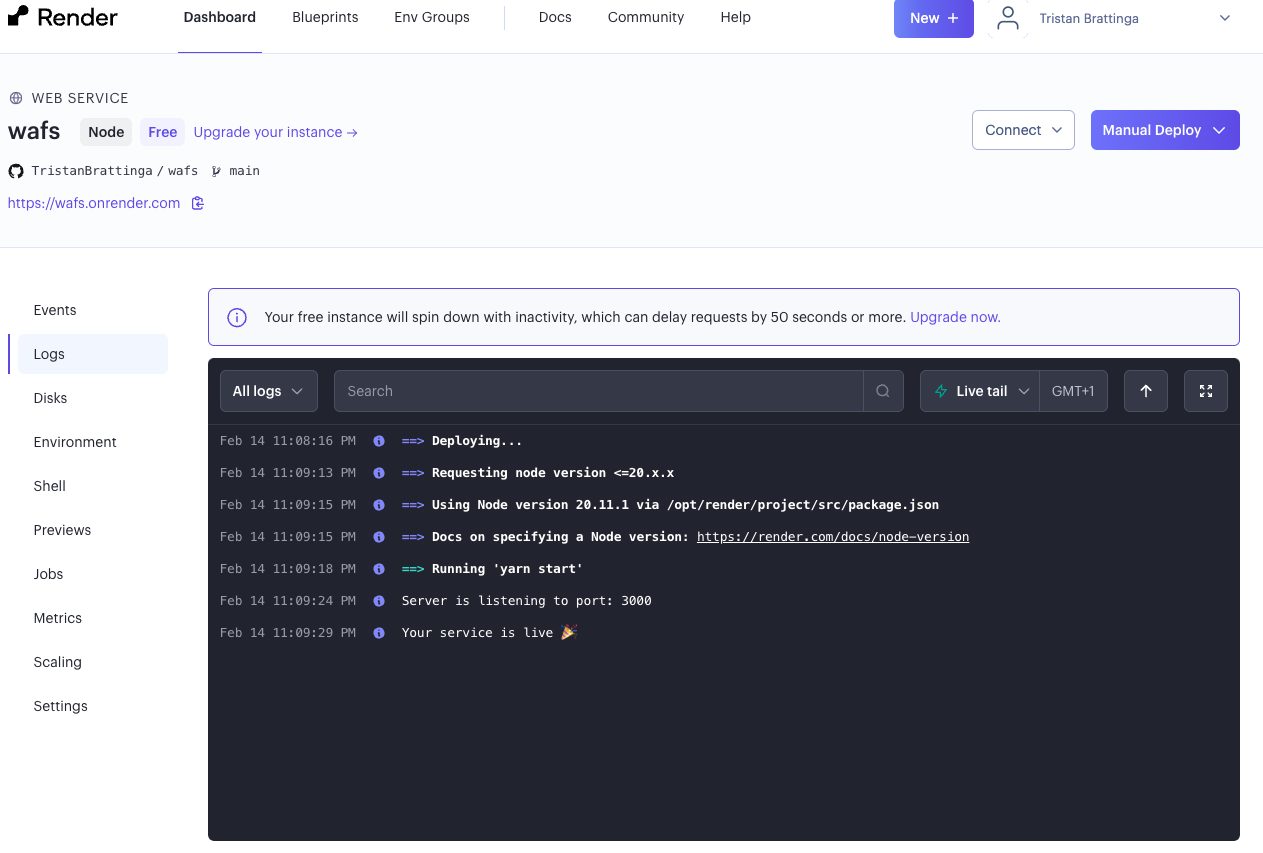 Render Dashboard Blueprints Env Groups Docs Community Help New + Tristan Brattinga
WEB SERVICE
wafs Node Free Upgrade your instance → Connect Manual Deploy
TristanBrattinga / wafs main
https://wafs.onrender.com
Events
Logs
Disks
Environment
Shell
Previews
Jobs
Metrics
Scaling
Settings
Your free instance will spin down with inactivity, which can delay requests by 50 seconds or more. Upgrade now.
All logs Search Live tail GMT+1
Feb 14 11:08:16 PM ==> Deploying...
Feb 14 11:09:13 PM ==> Requesting node version <=20.x.x
Feb 14 11:09:15 PM ==> Using Node version 20.11.1 via /opt/render/project/src/package.json
Feb 14 11:09:15 PM ==> Docs on specifying a Node version: https://render.com/docs/node-version
Feb 14 11:09:18 PM ==> Running 'yarn start'
Feb 14 11:09:24 PM Server is listening to port: 3000
Feb 14 11:09:29 PM Your service is live 🎉